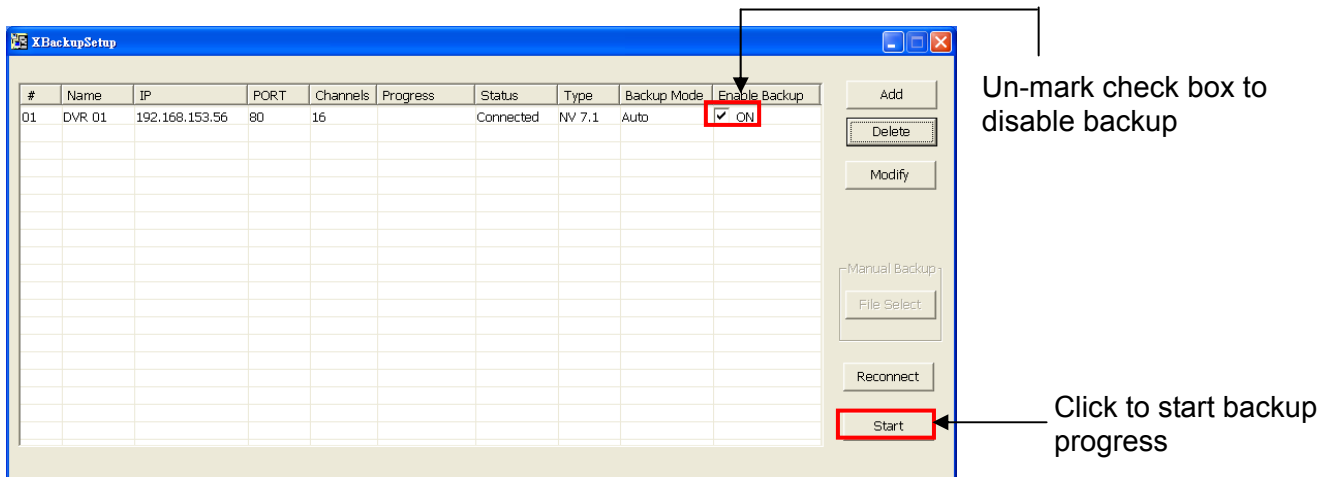 XBackupSetup
# Name IP PORT Channels Progress Status Type Backup Mode Enable Backup
01 DVR 01 192.168.153.56 80 16 Connected NV 7.1 Auto ON
Add
Delete
Modify
Manual Backup
File Select
Reconnect
Start
Un-mark check box to
disable backup
Click to start backup
progress